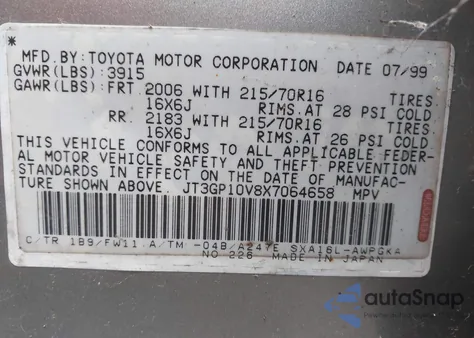 *
MFD.BY:TOYOTA MOTOR CORPORATION DATE 07/99
GVWR(LBS):3915
GAWR(LBS):FRT. 2006 WITH 215/70R16 TIRES
16X6J RIMS.AT 28 PSI COLD
RR. 2183 WITH 215/70R16 TIRES
16X6J RIMS.AT 26 PSI COLD
THIS VEHICLE CONFORMS TO ALL APPLICABLE FEDER-
AL MOTOR VEHICLE SAFETY AND THEFT-PREVENTION
STANDARDS IN EFFECT ON THE DATE OF MANUFAC-
TURE SHOWN ABOVE. JT3GP10V8X7064658 MPV
C/TR 1B9/FW11.A/TM -04B/A247E SXA16L-AWPGKA
NO 226 MADE IN JAPAN
autoSnap